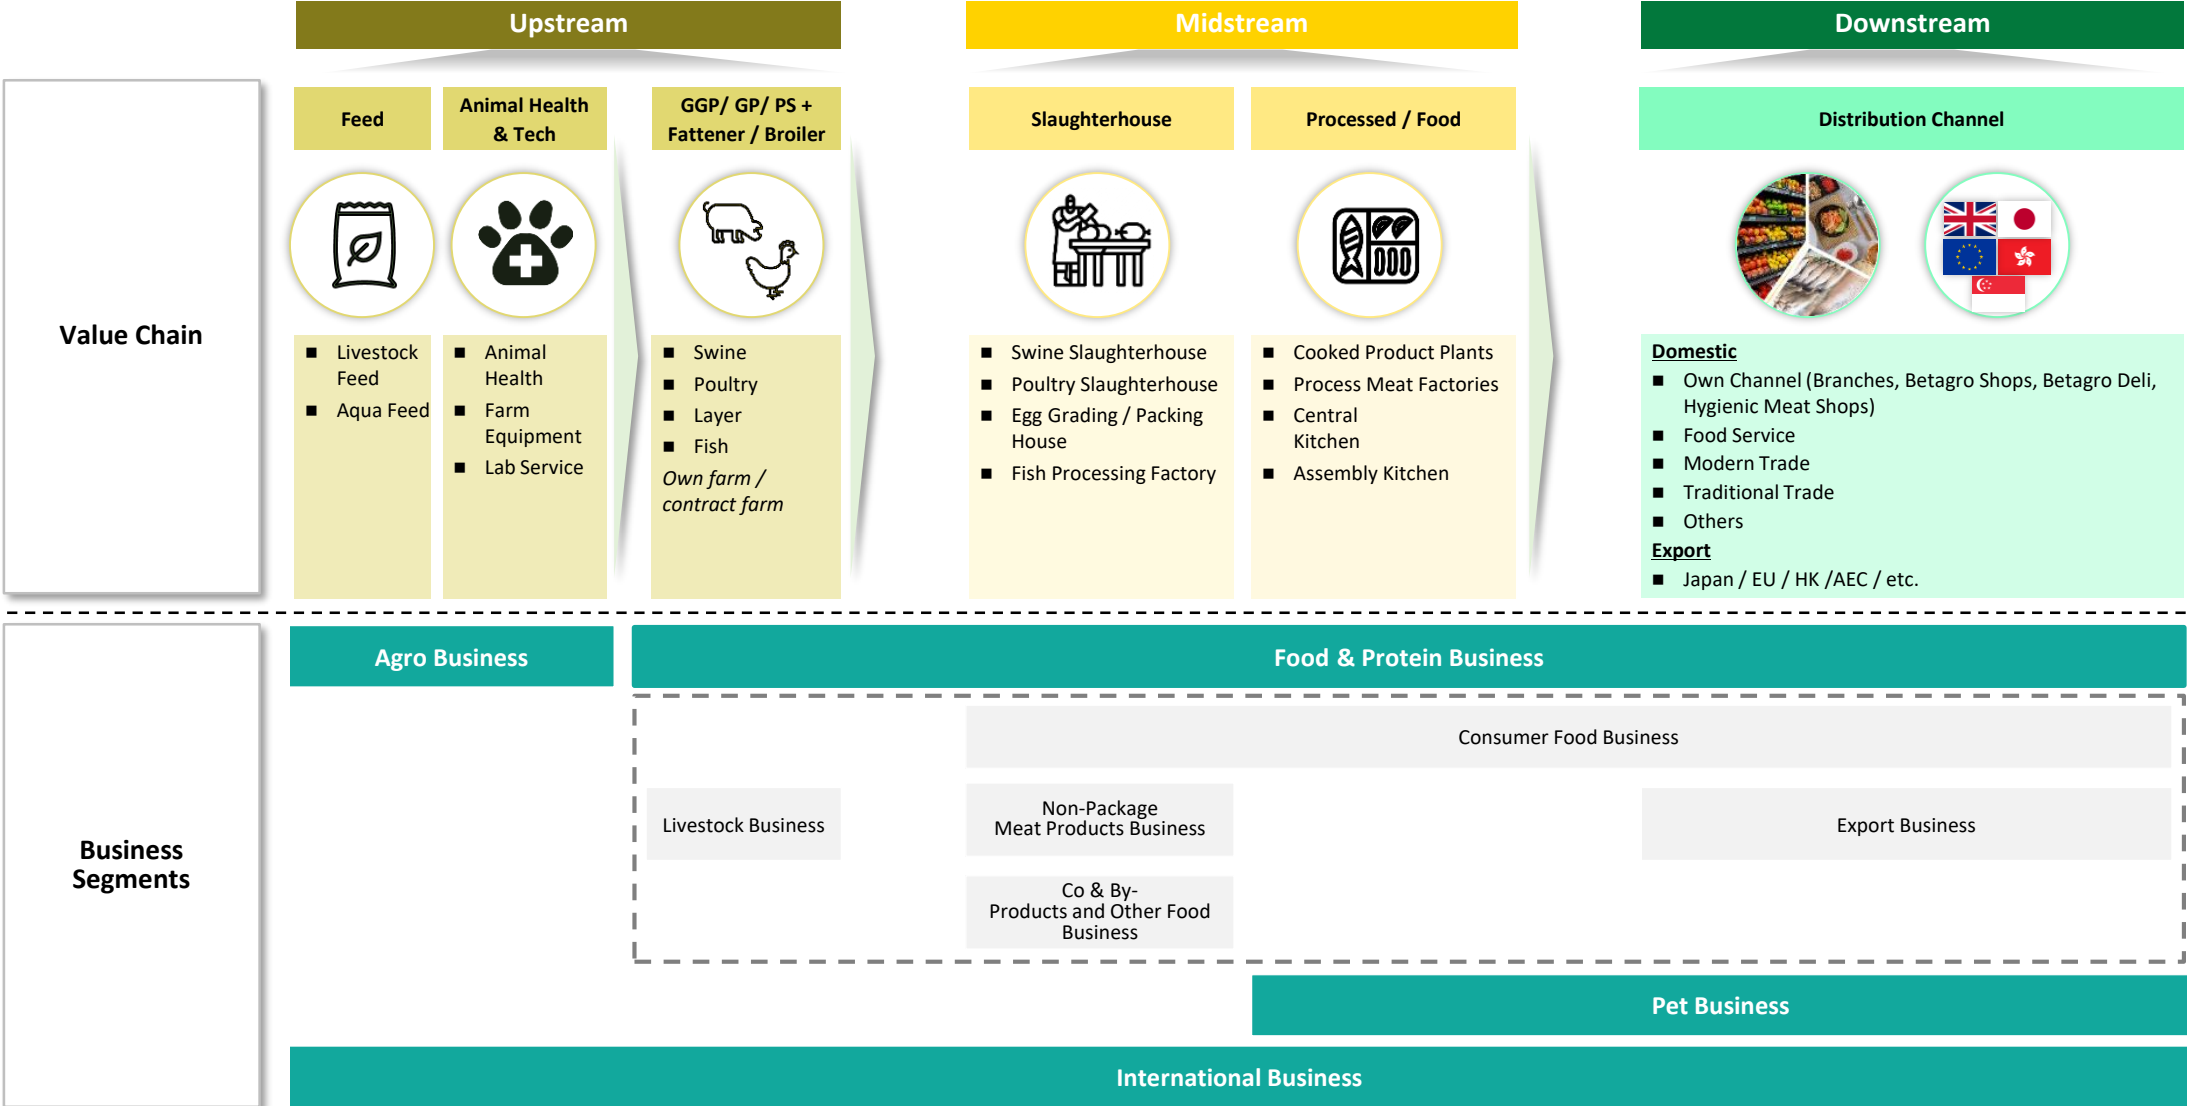 Upstream
Midstream
Downstream
Value Chain
Feed
Animal Health
& Tech
GGP/ GP/ PS +
Fattener / Broiler
Slaughterhouse
Processed / Food
Distribution Channel
■ Livestock
Feed
■ Aqua Feed
■ Animal
Health
■ Farm
Equipment
■ Lab Service
■ Swine
■ Poultry
■ Layer
■ Fish
Own farm /
contract farm
■ Swine Slaughterhouse
■ Poultry Slaughterhouse
■ Egg Grading / Packing
House
■ Fish Processing Factory
■ Cooked Product Plants
■ Process Meat Factories
■ Central
Kitchen
■ Assembly Kitchen
Domestic
■ Own Channel (Branches, Betagro Shops, Betagro Deli,
Hygienic Meat Shops)
■ Food Service
■ Modern Trade
■ Traditional Trade
■ Others
Export
■ Japan / EU / HK /AEC / etc.
Business
Segments
Agro Business
Food & Protein Business
Consumer Food Business
Livestock Business
Non-Package
Meat Products Business
Export Business
Co & By-
Products and Other Food
Business
Pet Business
International Business